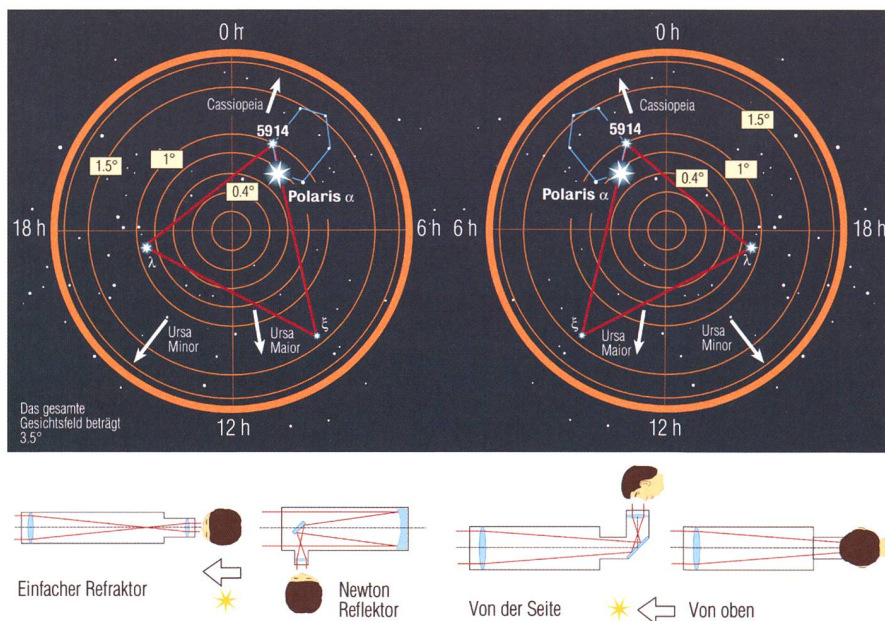 0 h
Cassiopeia
5914
1.5°
1°
0.4°
Polaris α
18 h
6 h
λ
ξ
Ursa
Minor
Ursa
Maior
12 h
Das gesamte
Gesichtsfeld beträgt
3.5°
0 h
Cassiopeia
5914
1.5°
1°
0.4°
Polaris α
6 h
18 h
λ
ξ
Ursa
Maior
Ursa
Minor
12 h
Einfacher Refraktor
Newton
Reflektor
Von der Seite
Von oben